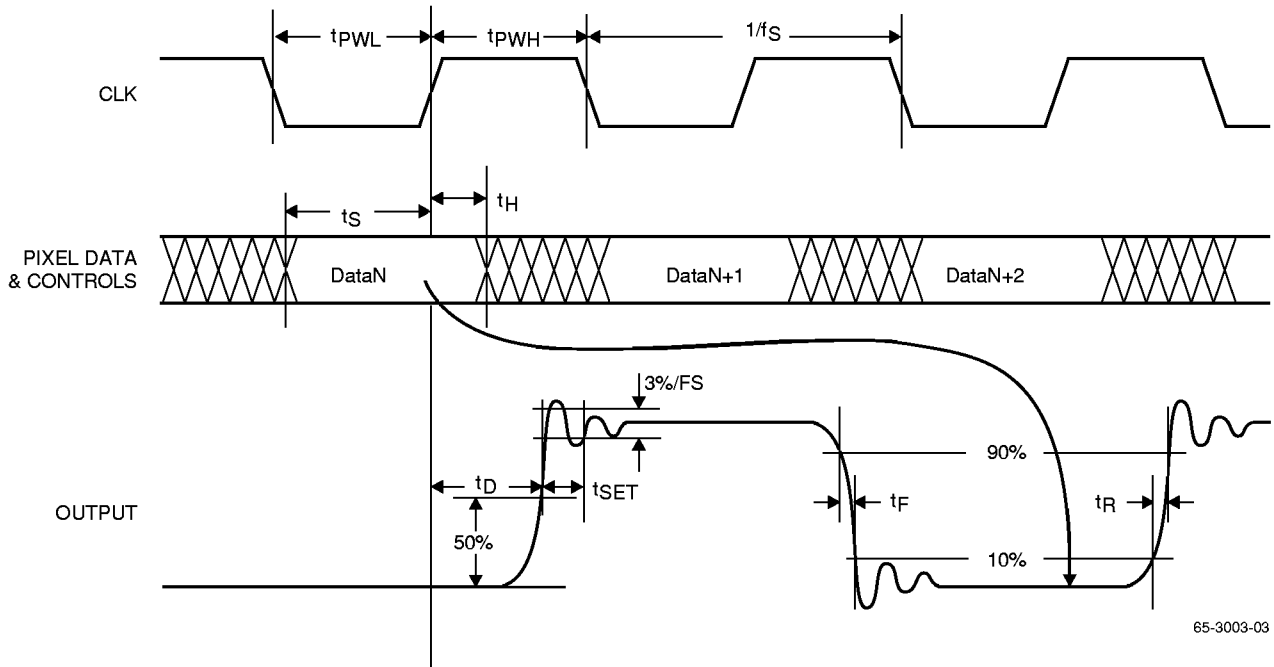 tPWL
tPWH
1/fS
CLK
tS
tH
PIXEL DATA
& CONTROLS
DataN
DataN+1
DataN+2
3%/FS
90%
tD
tSET
tF
tR
OUTPUT
50%
10%
65-3003-03